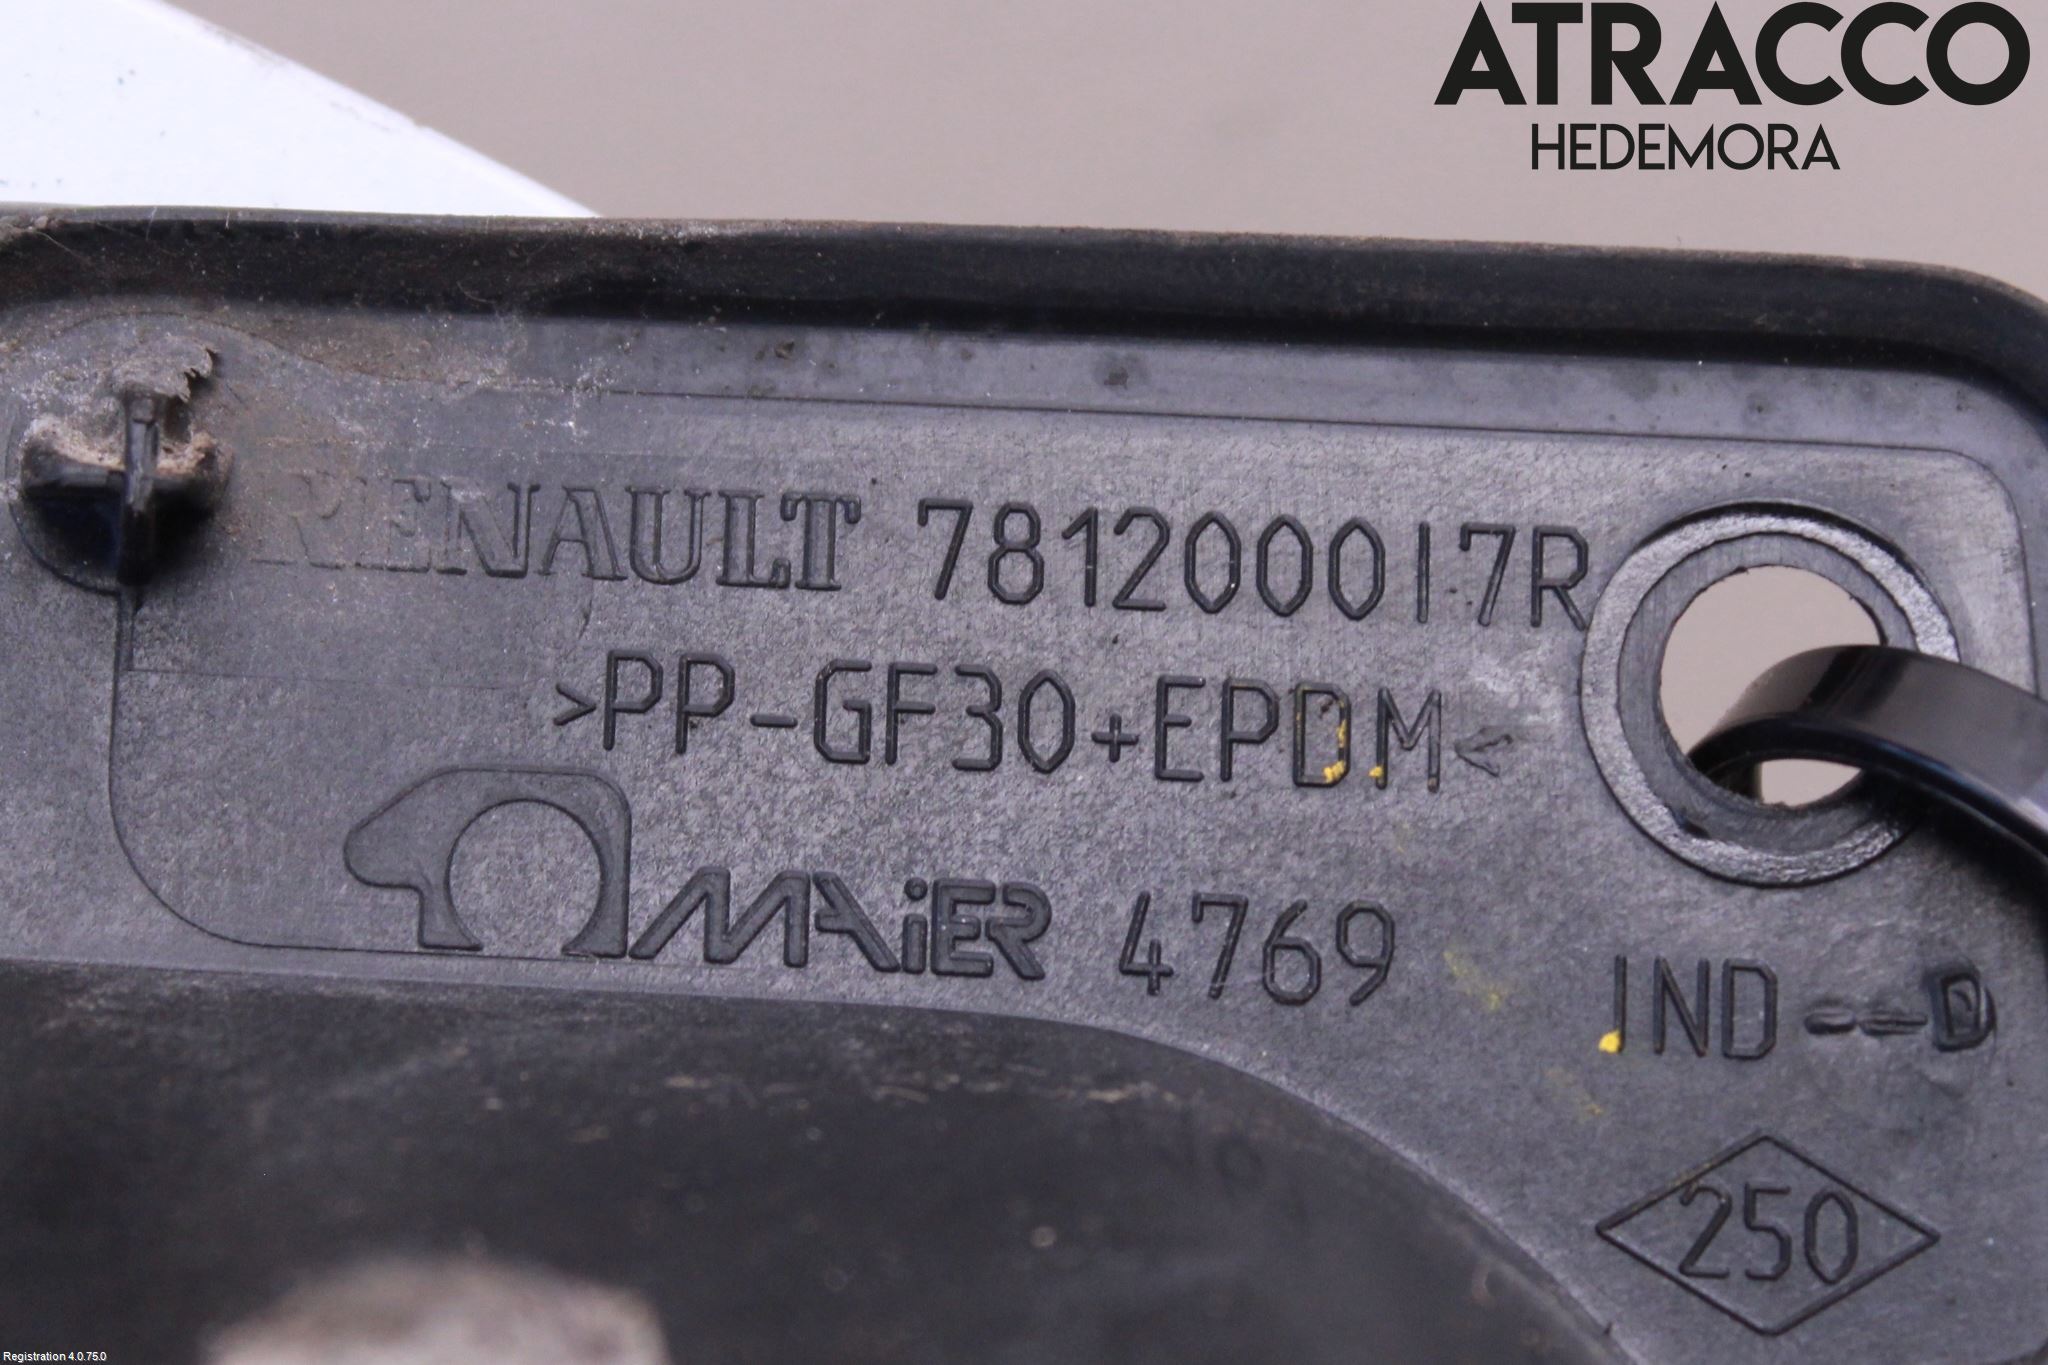 ATRACCO
HEDEMORA
RENAULT 781200017R
>PP-GF30+EPDM<
MAiER 4769
IND--D
250
Registration 4.0.75.0